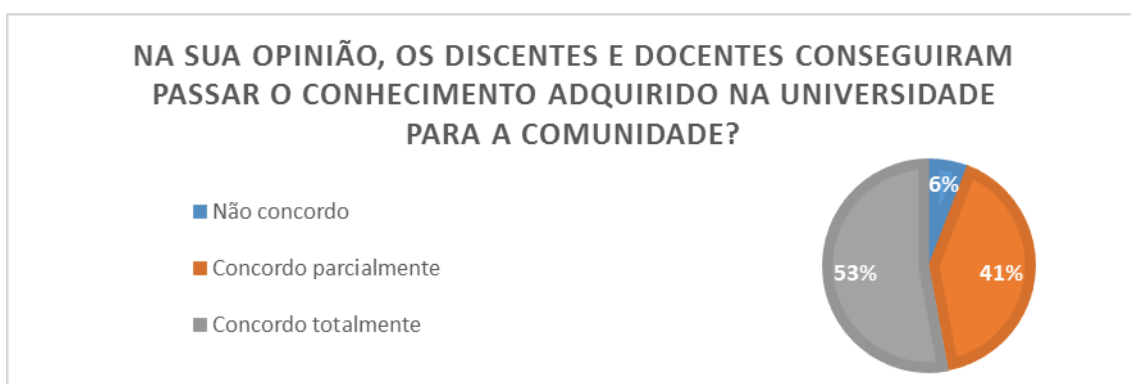 NA SUA OPINIÃO, OS DISCENTES E DOCENTES CONSEGUIRAM
PASSAR O CONHECIMENTO ADQUIRIDO NA UNIVERSIDADE
PARA A COMUNIDADE?
Não concordo
Concordo parcialmente
Concordo totalmente
6%
53%
41%